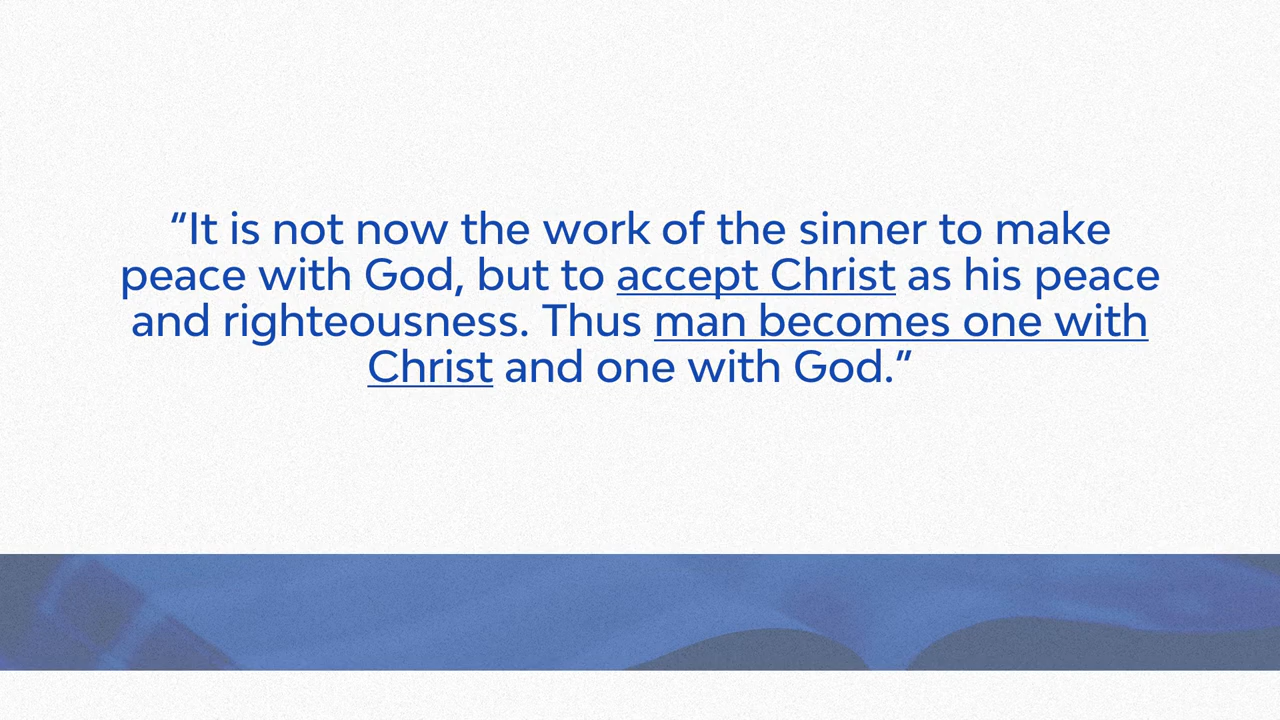 “It is not now the work of the sinner to make
peace with God, but to accept Christ as his peace
and righteousness. Thus man becomes one with
Christ and one with God.”